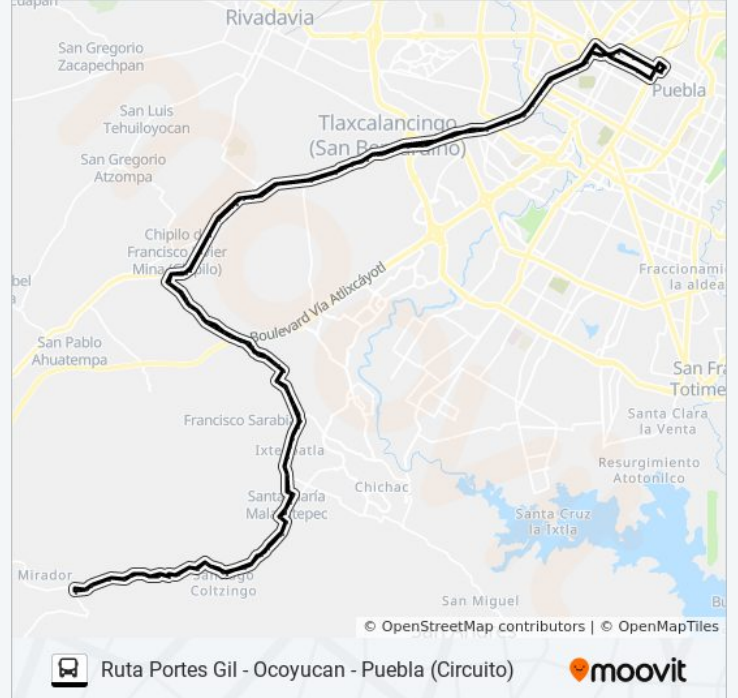 Rivadavia
San Gregorio
Zacapechpan
Puebla
San Luis
Tehuiloyocan
Tlaxcalancingo
(San Bernardino)
San Gregorio
Atzompa
Chipilo de
Francisco Javier
Mina (Chipilo)
Boulevard Vía Atlixcáyotl
Fraccionami
la aldea
San Pablo
Ahuatempa
San Fra
Totime
Francisco Sarabia
Santa Clara
la Venta
Ixtepatla
Resurgimiento
Atotonilco
Chichac
Santa María
Malacatepec
Santa Cruz
la Ixtla
Mirador
Santiago
Coltzingo
San Miguel
Bu
© OpenStreetMap contributors | © OpenMapTiles
Ruta Portes Gil - Ocoyucan - Puebla (Circuito)
moovit